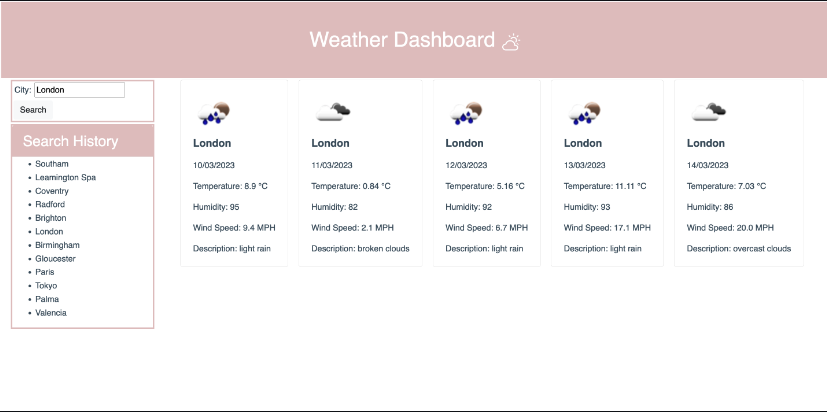 Weather Dashboard
City: London
Search
Search History
Southam
Leamington Spa
Coventry
Radford
Brighton
London
Birmingham
Gloucester
Paris
Tokyo
Palma
Valencia
London
10/03/2023
Temperature: 8.9 °C
Humidity: 95
Wind Speed: 9.4 MPH
Description: light rain
London
11/03/2023
Temperature: 0.84 °C
Humidity: 82
Wind Speed: 2.1 MPH
Description: broken clouds
London
12/03/2023
Temperature: 5.16 °C
Humidity: 92
Wind Speed: 6.7 MPH
Description: light rain
London
13/03/2023
Temperature: 11.11 °C
Humidity: 93
Wind Speed: 17.1 MPH
Description: light rain
London
14/03/2023
Temperature: 7.03 °C
Humidity: 86
Wind Speed: 20.0 MPH
Description: overcast clouds